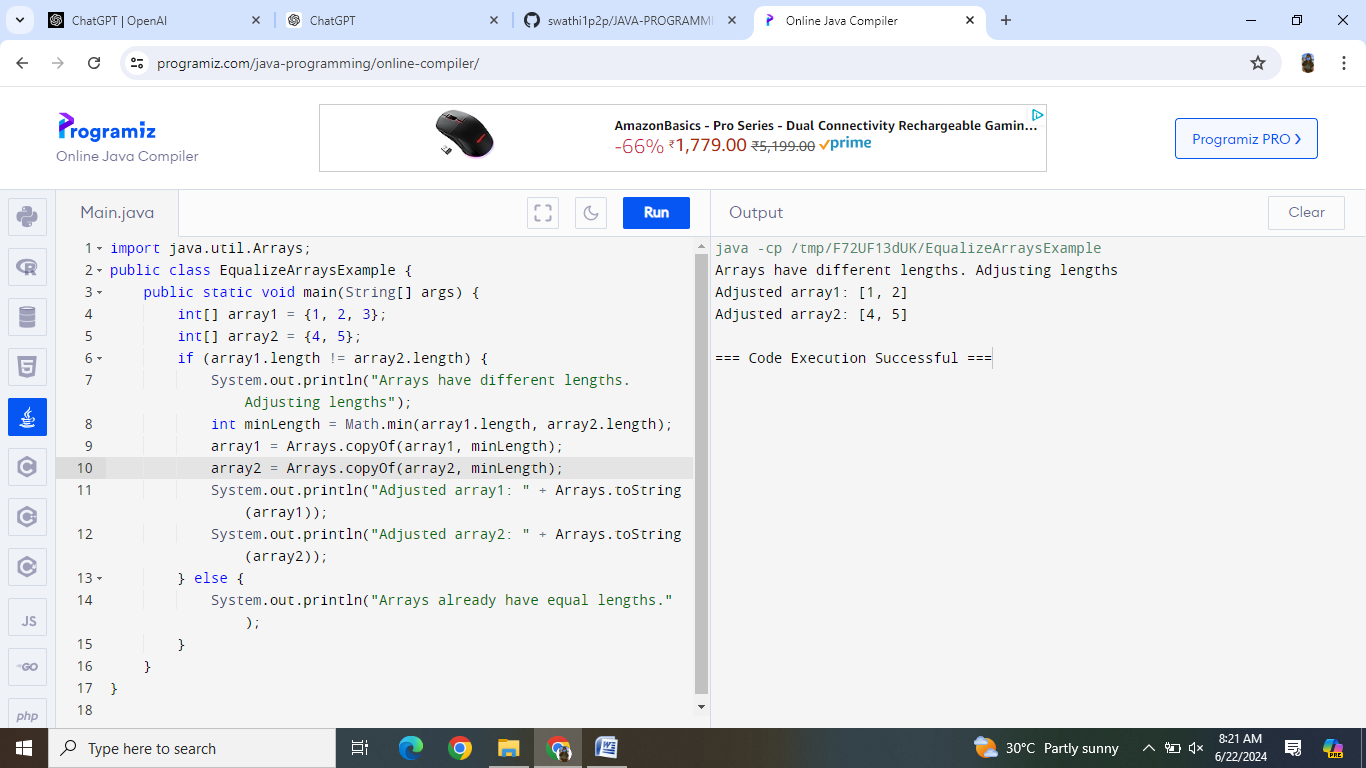 ChatGPT | OpenAI
ChatGPT
swathi1p2p/JAVA-PROGRAMMI
Online Java Compiler
programiz.com/java-programming/online-compiler/
Programiz
Online Java Compiler
AmazonBasics - Pro Series - Dual Connectivity Rechargeable Gamin...
-66% ₹1,779.00 ₹5,199.00 prime
Programiz PRO
Main.java
Run
Output
Clear
1 import java.util.Arrays;
2 public class EqualizeArraysExample {
3 public static void main(String[] args) {
4 int[] array1 = {1, 2, 3};
5 int[] array2 = {4, 5};
6 if (array1.length != array2.length) {
7 System.out.println("Arrays have different lengths.
Adjusting lengths");
8 int minLength = Math.min(array1.length, array2.length);
9 array1 = Arrays.copyOf(array1, minLength);
10 array2 = Arrays.copyOf(array2, minLength);
11 System.out.println("Adjusted array1: " + Arrays.toString
(array1));
12 System.out.println("Adjusted array2: " + Arrays.toString
(array2));
13 } else {
14 System.out.println("Arrays already have equal lengths."
);
15 }
16 }
17 }
18
java -cp /tmp/F72UF13dUK/EqualizeArraysExample
Arrays have different lengths. Adjusting lengths
Adjusted array1: [1, 2]
Adjusted array2: [4, 5]
=== Code Execution Successful ===
JS
GO
php
Type here to search
30°C Partly sunny
8:21 AM
6/22/2024
PRE